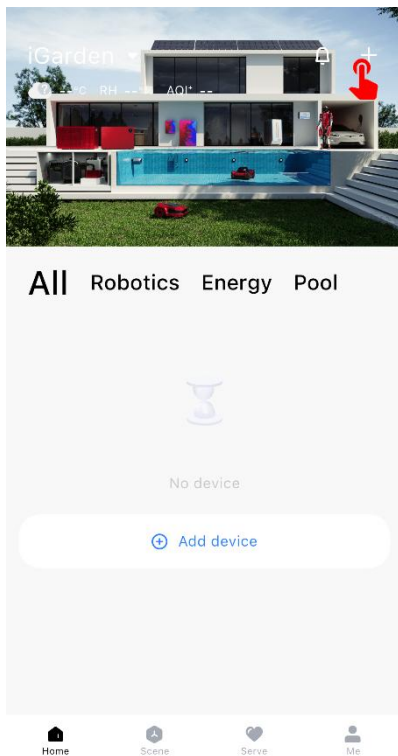 iGarden
--°C RH --% AQI⁺ --
All Robotics Energy Pool
No device
Add device
Home Scene Serve Me